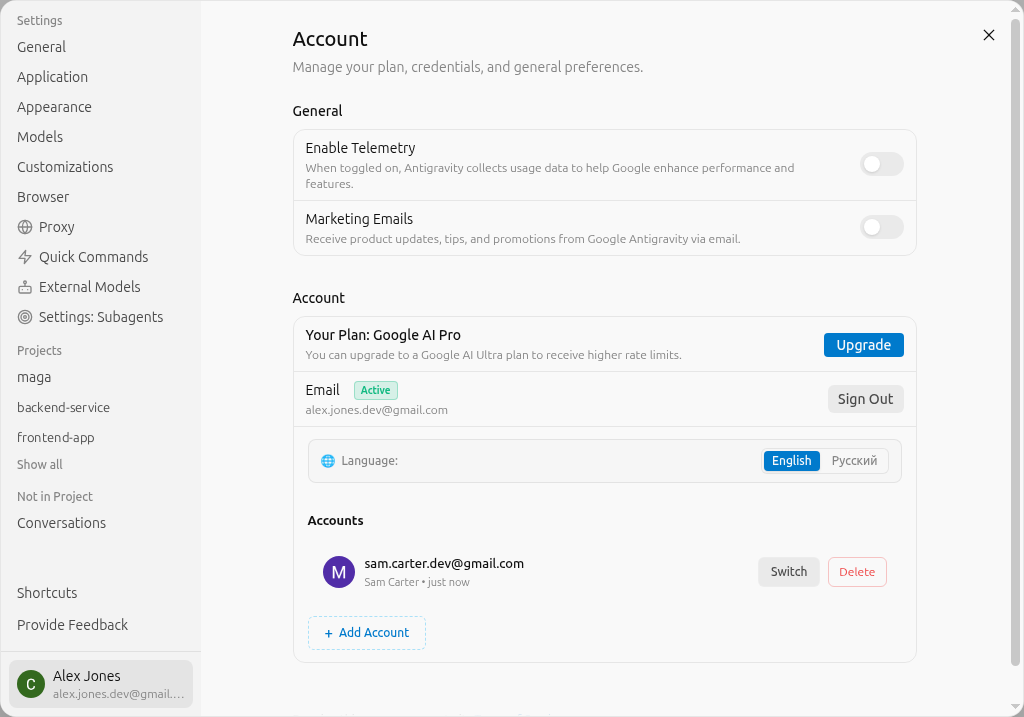 Settings
General
Application
Appearance
Models
Customizations
Browser
Proxy
Quick Commands
External Models
Settings: Subagents
Projects
maga
backend-service
frontend-app
Show all
Not in Project
Conversations
Shortcuts
Provide Feedback
C
Alex Jones
alex.jones.dev@gmail....
Account
Manage your plan, credentials, and general preferences.
General
Enable Telemetry
When toggled on, Antigravity collects usage data to help Google enhance performance and
features.
Marketing Emails
Receive product updates, tips, and promotions from Google Antigravity via email.
Account
Your Plan: Google AI Pro
You can upgrade to a Google AI Ultra plan to receive higher rate limits.
Upgrade
Email Active
alex.jones.dev@gmail.com
Sign Out
Language:
English Русский
Accounts
M
sam.carter.dev@gmail.com
Sam Carter • just now
Switch Delete
+ Add Account